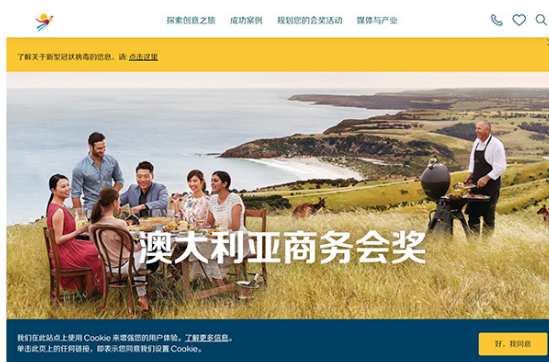 探索创意之旅 成功案例 规划您的会奖活动 媒体与产业
了解关于新型冠状病毒的信息，请: 点击这里
澳大利亚商务会奖
我们在此站点上使用 Cookie 来增强您的用户体验。了解更多信息。
单击此页上的任何链接，即表示您同意我们设置 Cookie。
好，我同意